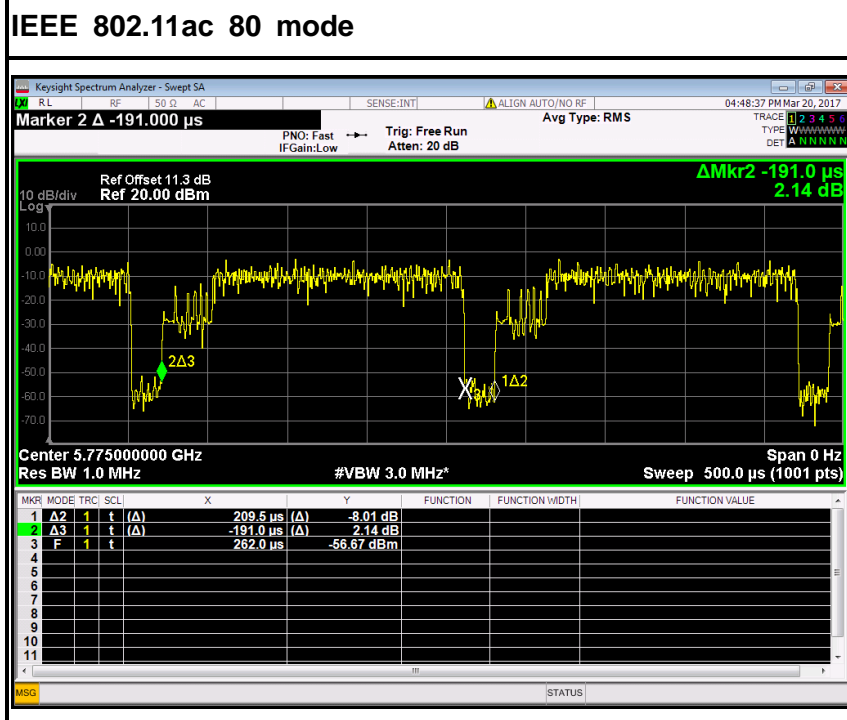 IEEE 802.11ac 80 mode
Keysight Spectrum Analyzer - Swept SA
LXI RL RF 50 Ω AC SENSE:INT ALIGN AUTO/NO RF 04:48:37 PM Mar 20, 2017
Marker 2 Δ -191.000 µs Avg Type: RMS TRACE 1 2 3 4 5 6
PNO: Fast Trig: Free Run TYPE WWWWWW
IFGain:Low Atten: 20 dB DET A N N N N N
ΔMkr2 -191.0 µs
2.14 dB
Ref Offset 11.3 dB
10 dB/div Ref 20.00 dBm
Log
10.0
0.00
-10.0
-20.0
-30.0
-40.0
-50.0
-60.0
-70.0
2Δ3
3
1Δ2
Center 5.775000000 GHz Span 0 Hz
Res BW 1.0 MHz #VBW 3.0 MHz* Sweep 500.0 µs (1001 pts)
MKR MODE TRC SCL X Y FUNCTION FUNCTION WIDTH FUNCTION VALUE
1 Δ2 1 t (Δ) 209.5 µs (Δ) -8.01 dB
2 Δ3 1 t (Δ) -191.0 µs (Δ) 2.14 dB
3 F 1 t 262.0 µs -56.67 dBm
4
5
6
7
8
9
10
11
MSG STATUS